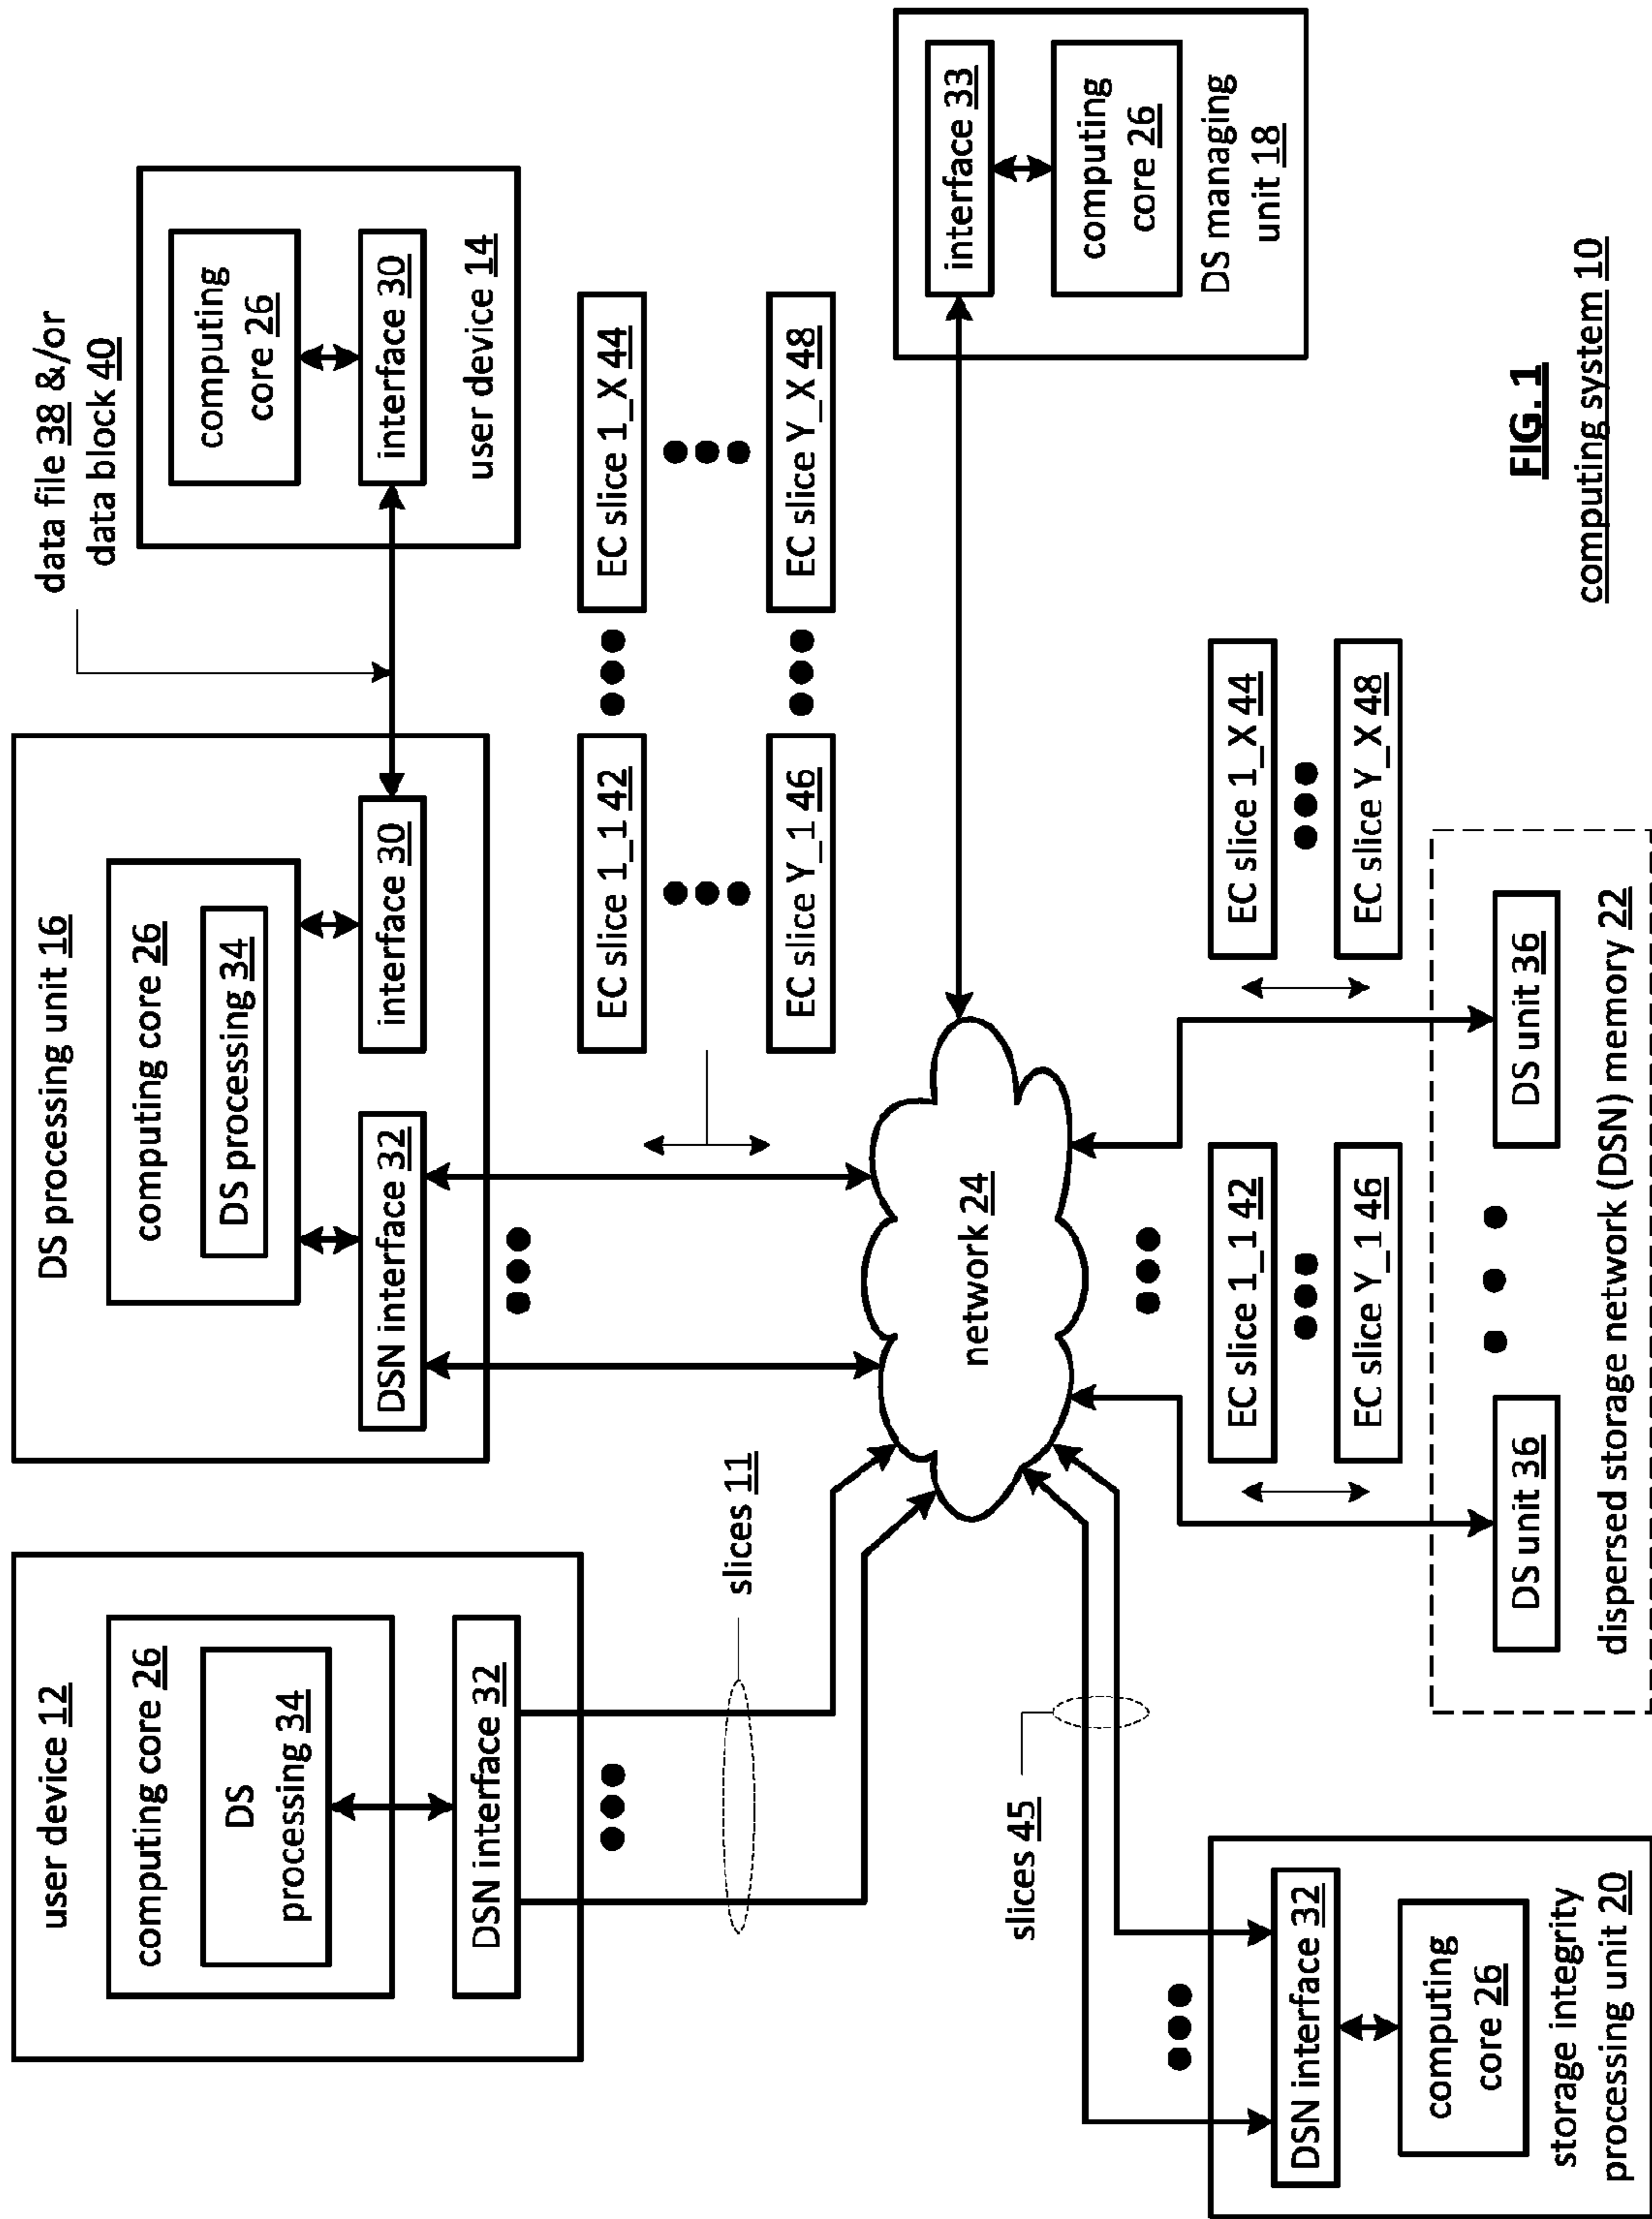 user device 12
computing core 26
DS
processing 34
DSN interface 32
slices 11
DS processing unit 16
computing core 26
DS processing 34
DSN interface 32
interface 30
data file 38 &/or
data block 40
computing
core 26
interface 30
user device 14
EC slice 1_1 42
EC slice 1_X 44
EC slice Y_1 46
EC slice Y_X 48
network 24
interface 33
computing
core 26
DS managing
unit 18
slices 45
DSN interface 32
computing
core 26
storage integrity
processing unit 20
EC slice 1_1 42
EC slice Y_1 46
EC slice 1_X 44
EC slice Y_X 48
DS unit 36
DS unit 36
dispersed storage network (DSN) memory 22
FIG. 1
computing system 10